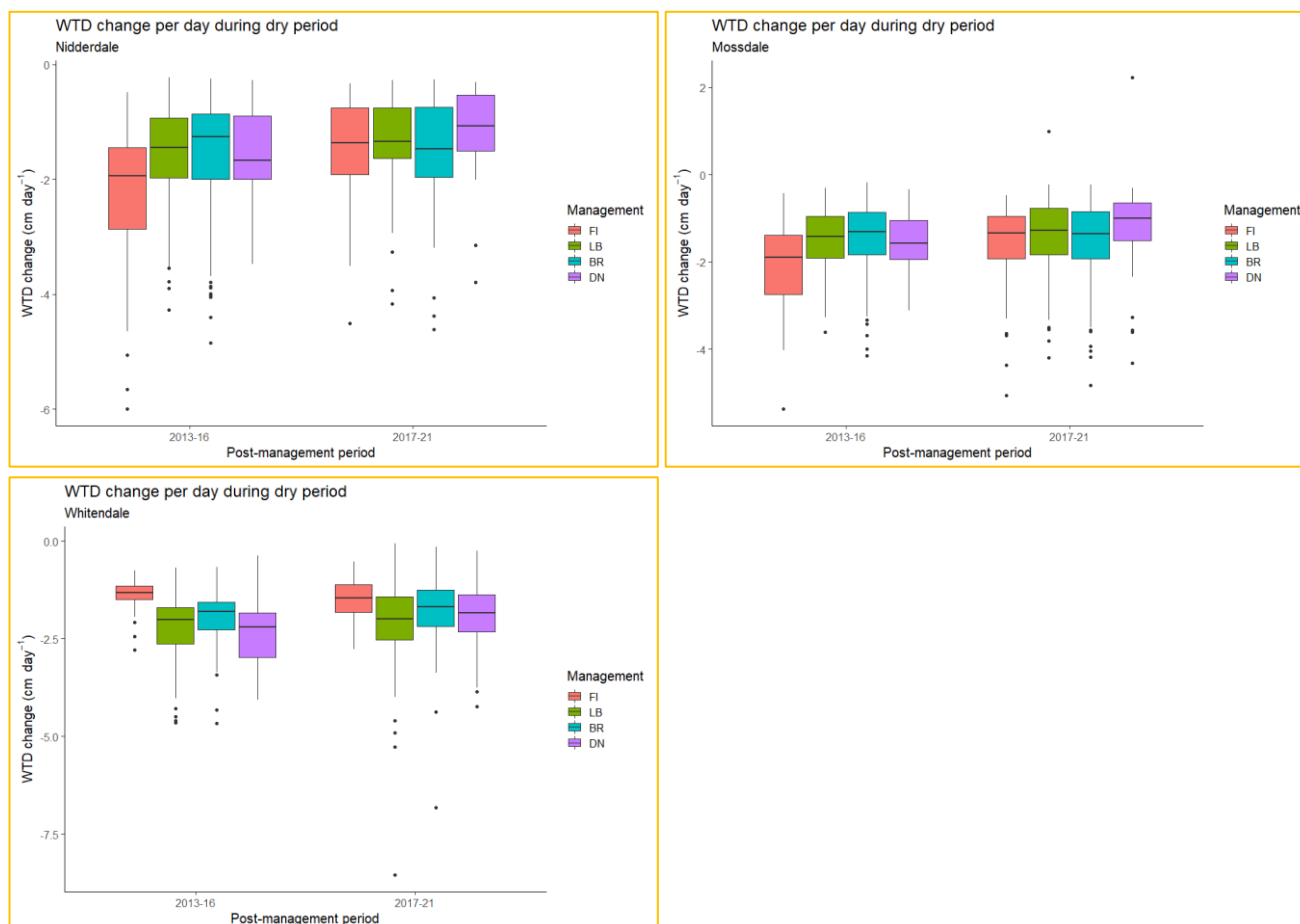 WTD change per day during dry period
Nidderdale
WTD change (cm day⁻¹)
0
-2
-4
-6
2013-16
2017-21
Post-management period
Management
FI
LB
BR
DN
WTD change per day during dry period
Mossdale
WTD change (cm day⁻¹)
2
0
-2
-4
2013-16
2017-21
Post-management period
Management
FI
LB
BR
DN
WTD change per day during dry period
Whitendale
WTD change (cm day⁻¹)
0.0
-2.5
-5.0
-7.5
2013-16
2017-21
Post-management period
Management
FI
LB
BR
DN